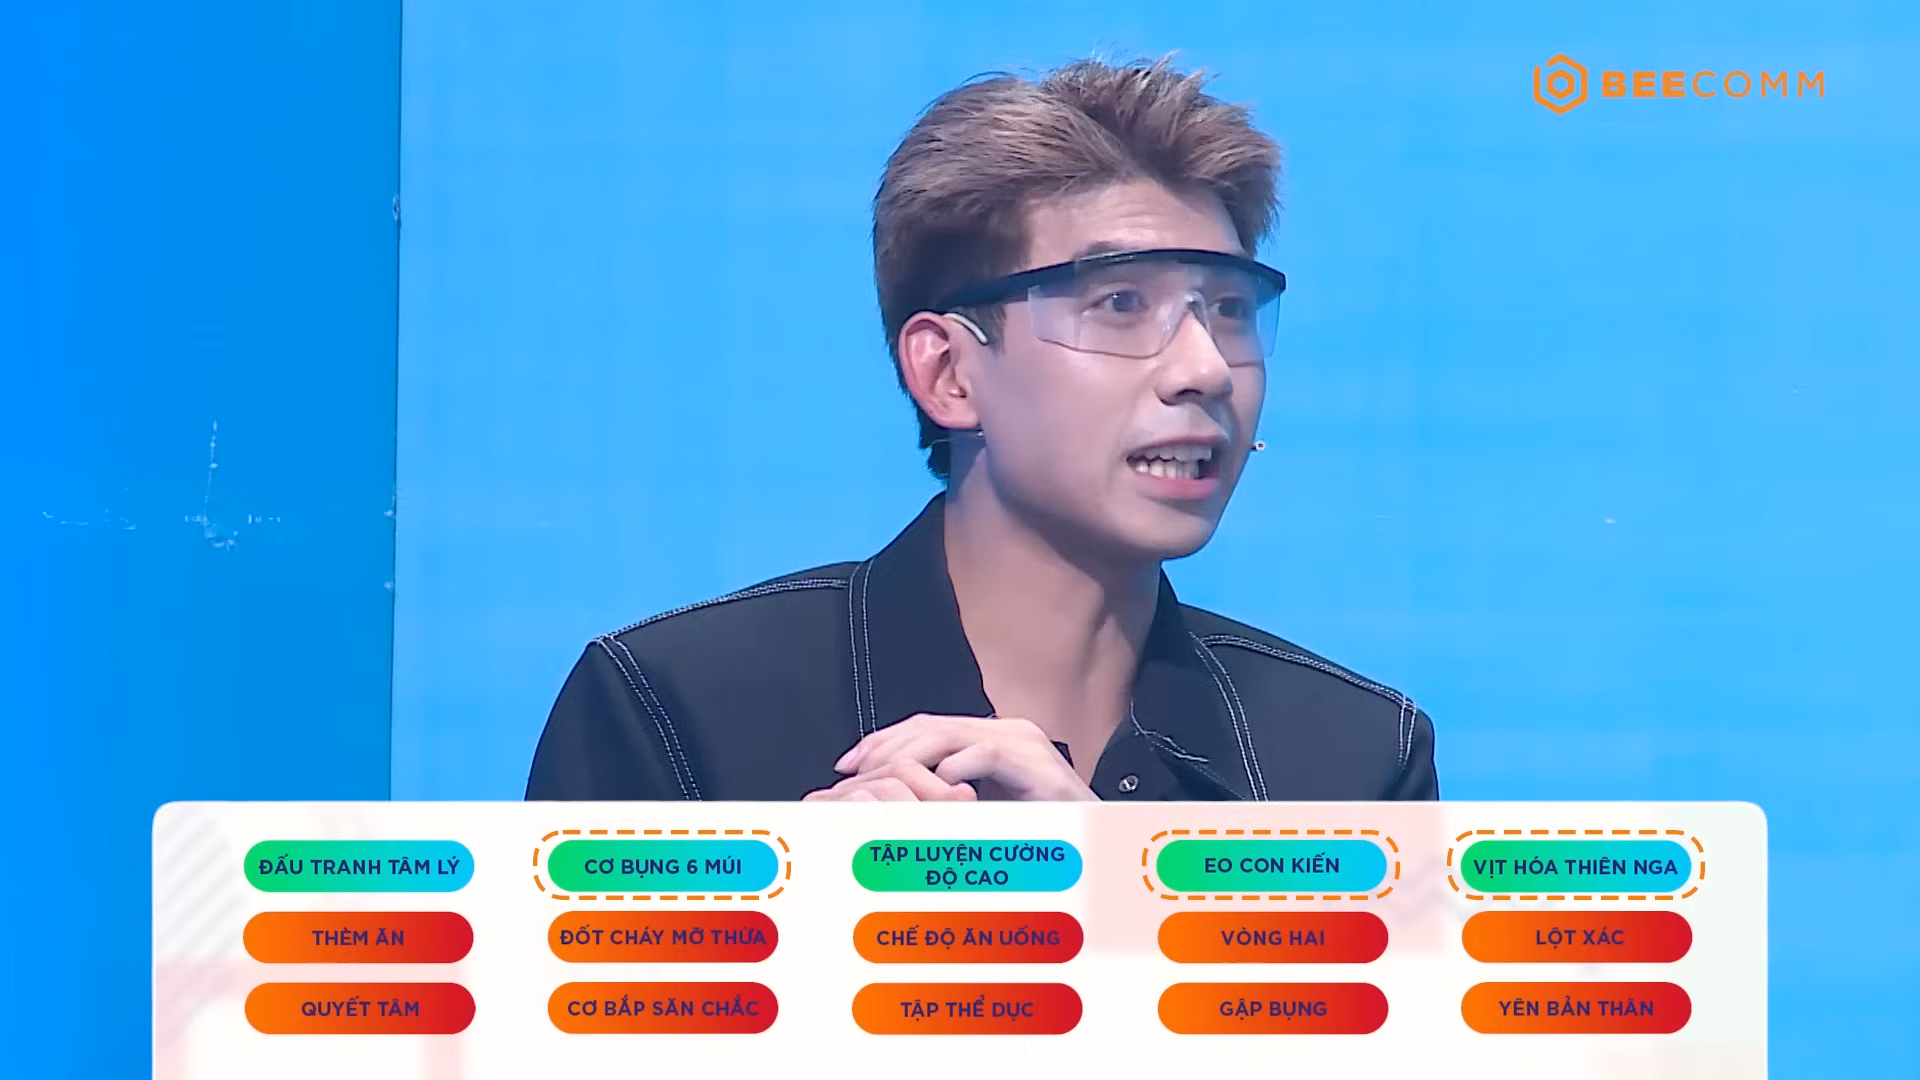 BEECOMM
ĐẤU TRANH TÂM LÝ
CƠ BỤNG 6 MÚI
TẬP LUYỆN CƯỜNG
ĐỘ CAO
EO CON KIẾN
VỊT HÓA THIÊN NGA
THÈM ĂN
ĐỐT CHÁY MỠ THỪA
CHẾ ĐỘ ĂN UỐNG
VÒNG HAI
LỘT XÁC
QUYẾT TÂM
CƠ BẮP SĂN CHẮC
TẬP THỂ DỤC
GẬP BỤNG
YÊN BẢN THÂN